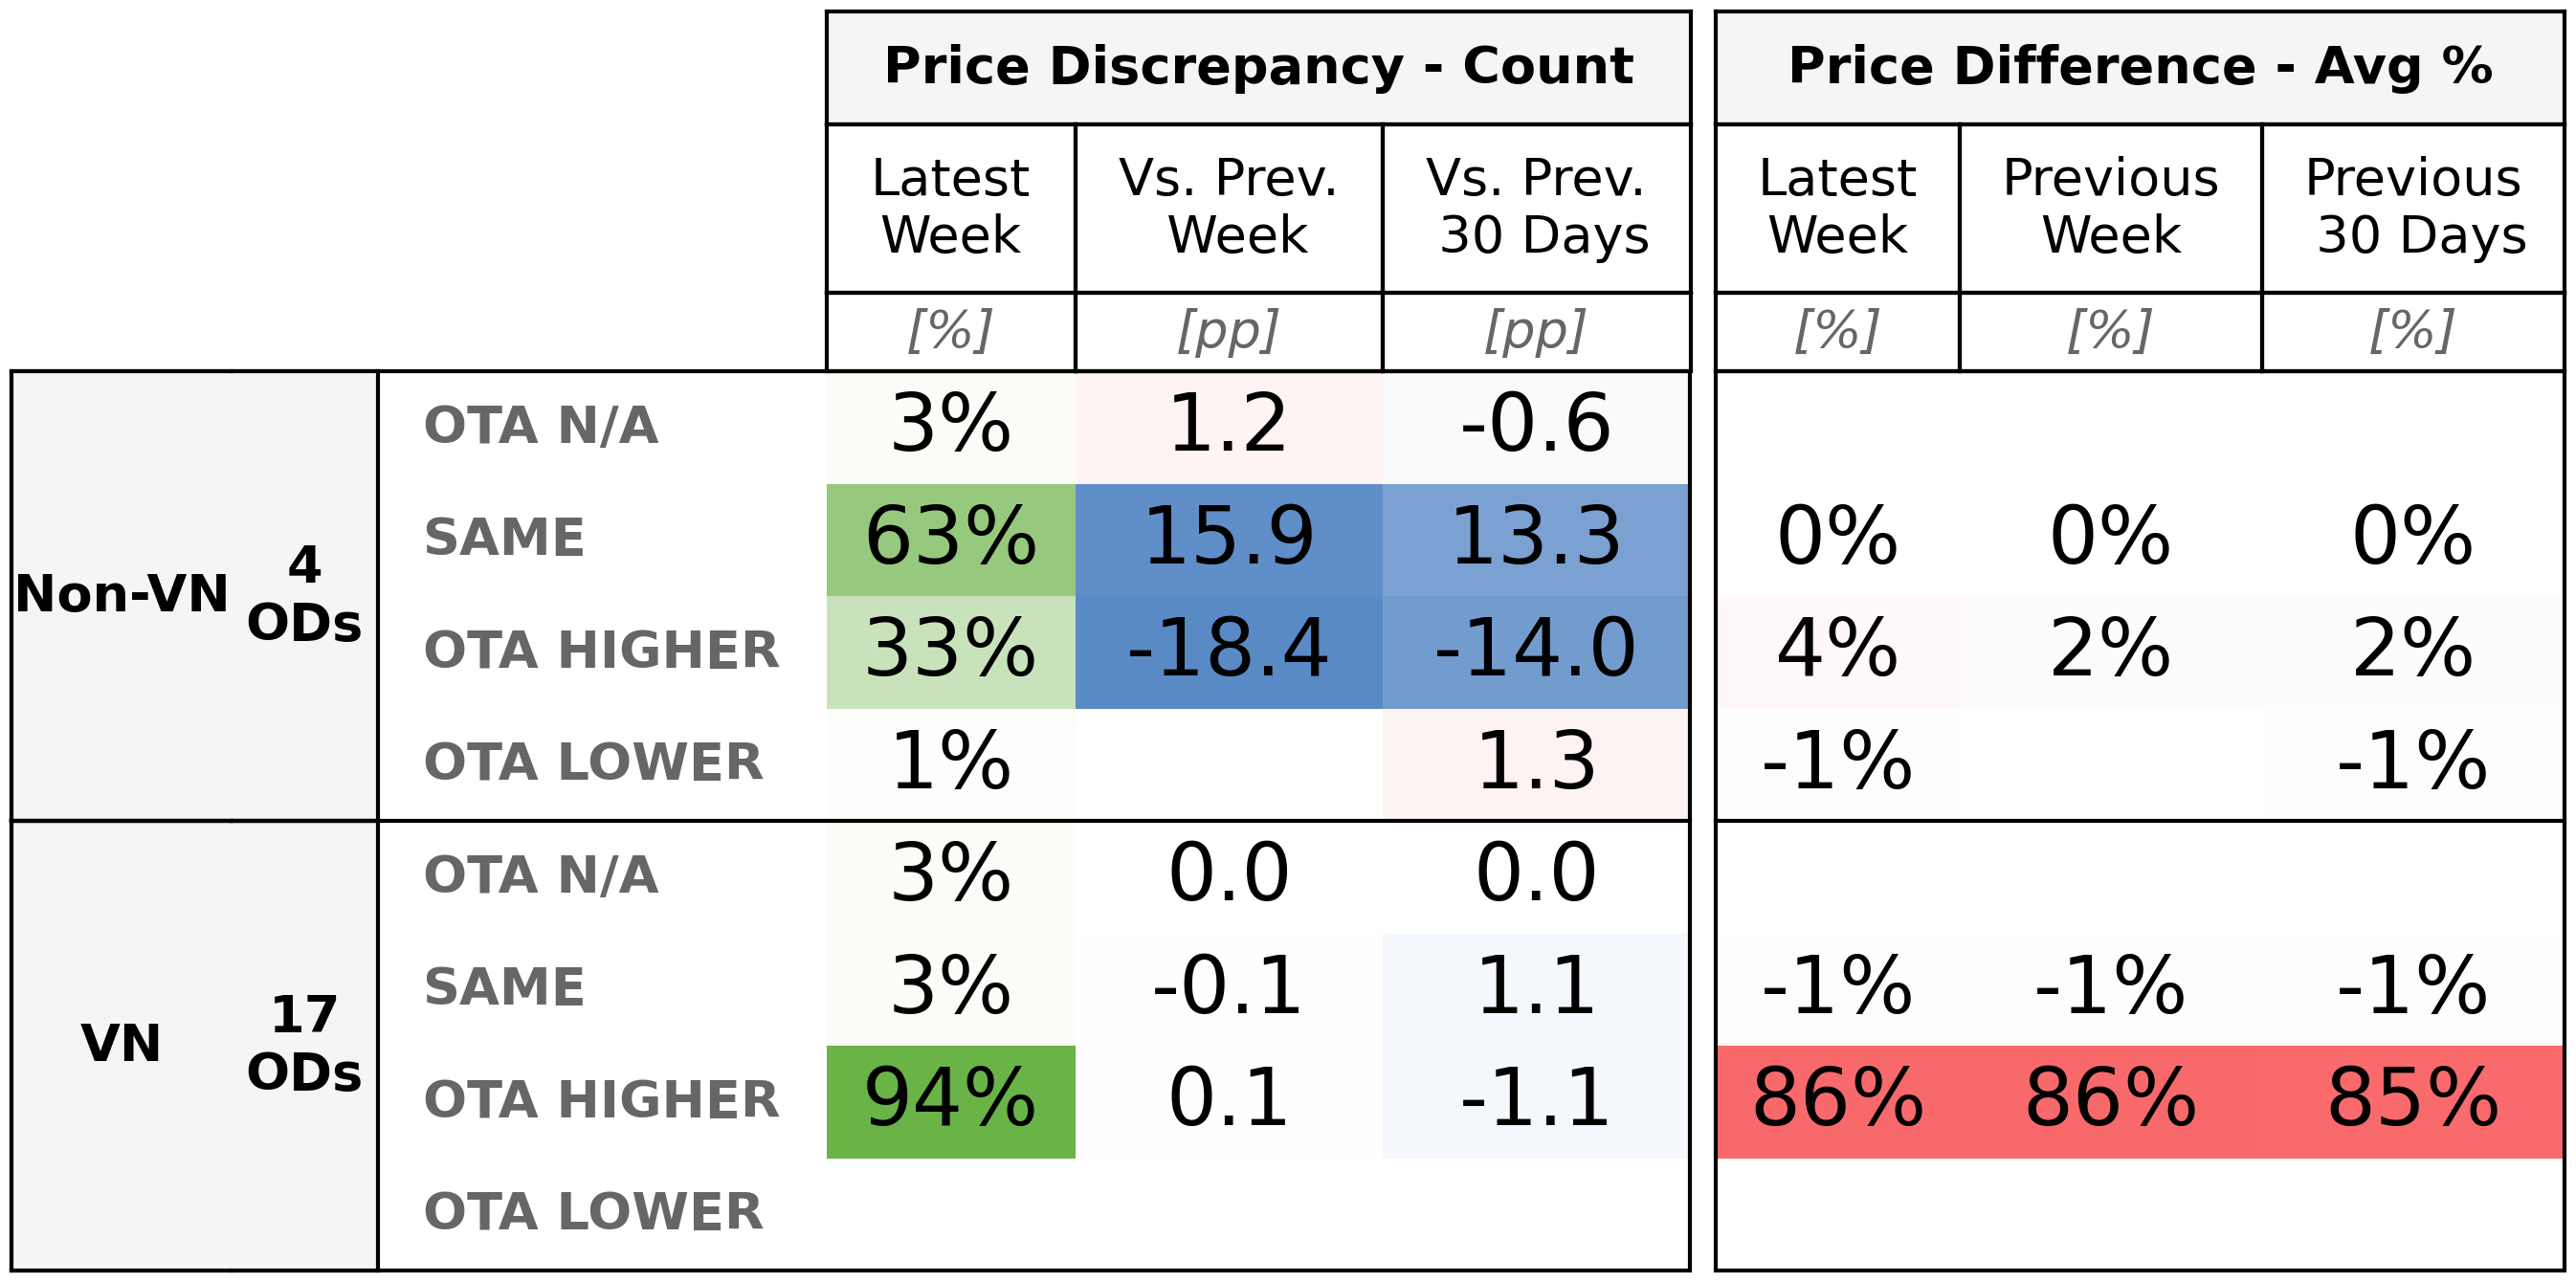 Price Discrepancy - Count Price Difference - Avg %
Latest Week Vs. Prev. Week Vs. Prev. 30 Days Latest Week Previous Week Previous 30 Days
[%] [pp] [pp] [%] [%] [%]
Non-VN 4 ODs
OTA N/A 3% 1.2 -0.6
SAME 63% 15.9 13.3 0% 0% 0%
OTA HIGHER 33% -18.4 -14.0 4% 2% 2%
OTA LOWER 1% 1.3 -1% -1%
VN 17 ODs
OTA N/A 3% 0.0 0.0
SAME 3% -0.1 1.1 -1% -1% -1%
OTA HIGHER 94% 0.1 -1.1 86% 86% 85%
OTA LOWER